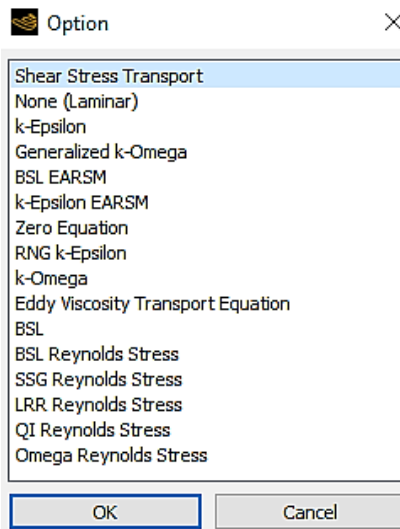 Option
Shear Stress Transport
None (Laminar)
k-Epsilon
Generalized k-Omega
BSL EARSM
k-Epsilon EARSM
Zero Equation
RNG k-Epsilon
k-Omega
Eddy Viscosity Transport Equation
BSL
BSL Reynolds Stress
SSG Reynolds Stress
LRR Reynolds Stress
QI Reynolds Stress
Omega Reynolds Stress
OK Cancel